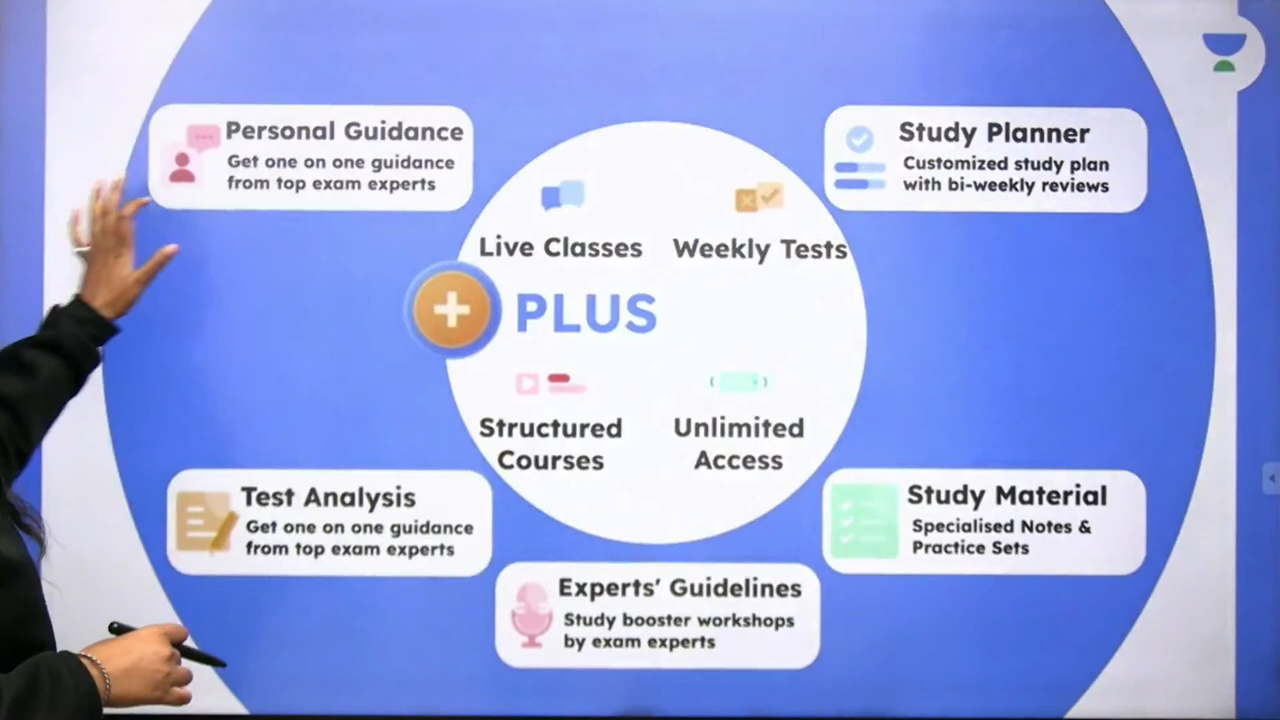 Personal Guidance
Get one on one guidance
from top exam experts
Study Planner
Customized study plan
with bi-weekly reviews
Live Classes
Weekly Tests
PLUS
Structured
Courses
Unlimited
Access
Test Analysis
Get one on one guidance
from top exam experts
Study Material
Specialised Notes &
Practice Sets
Experts' Guidelines
Study booster workshops
by exam experts